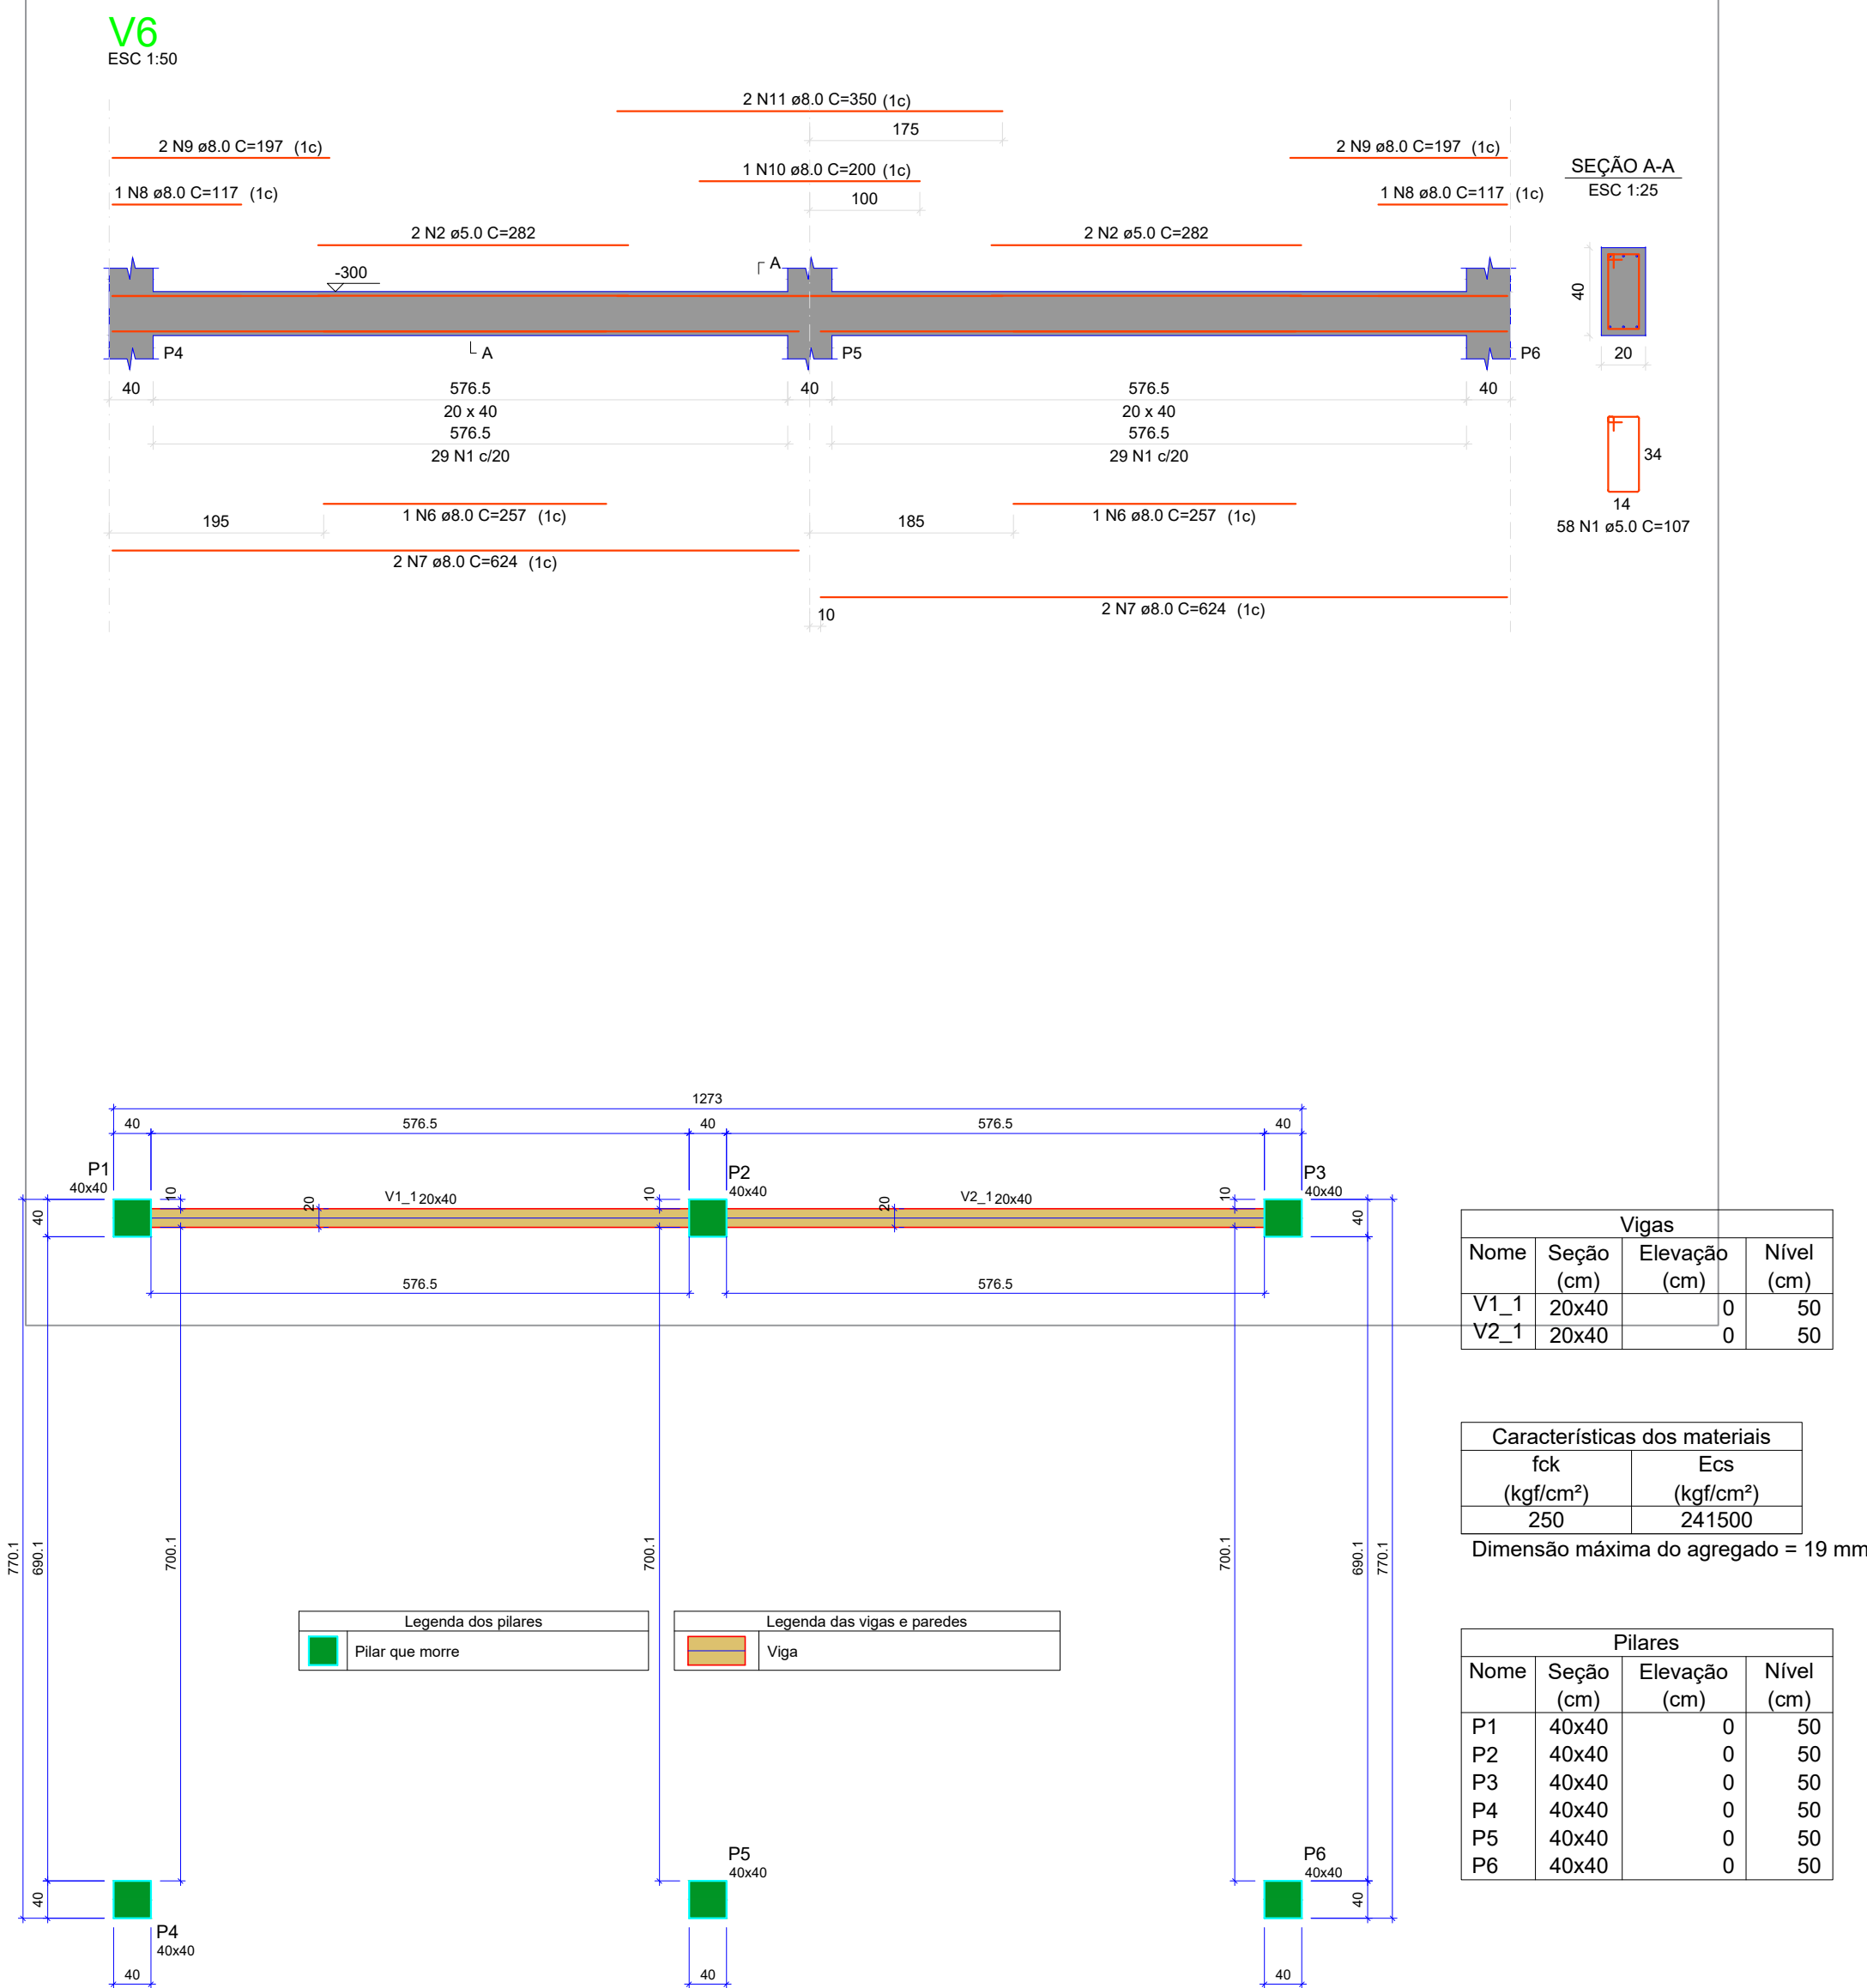 V6
ESC 1:50
2 N11 ø8.0 C=350 (1c)
175
2 N9 ø8.0 C=197 (1c)
2 N9 ø8.0 C=197 (1c)
1 N10 ø8.0 C=200 (1c)
100
1 N8 ø8.0 C=117 (1c)
1 N8 ø8.0 C=117 (1c)
SEÇÃO A-A
ESC 1:25
2 N2 ø5.0 C=282
2 N2 ø5.0 C=282
A
-300
40
20
P4
A
P5
P6
40
576.5
40
576.5
40
20 x 40
20 x 40
576.5
576.5
29 N1 c/20
29 N1 c/20
34
14
58 N1 ø5.0 C=107
195
1 N6 ø8.0 C=257 (1c)
185
1 N6 ø8.0 C=257 (1c)
2 N7 ø8.0 C=624 (1c)
2 N7 ø8.0 C=624 (1c)
10
1273
40
576.5
40
576.5
40
P1
40x40
P2
40x40
P3
40x40
10
20
V1_1 20x40
10
20
V2_1 20x40
10
40
40
576.5
576.5
770.1
690.1
700.1
700.1
700.1
690.1
770.1
Vigas
Nome Seção Elevação Nível
(cm) (cm) (cm)
V1_1 20x40 0 50
V2_1 20x40 0 50
Características dos materiais
fck Ecs
(kgf/cm²) (kgf/cm²)
250 241500
Dimensão máxima do agregado = 19 mm
Legenda dos pilares
Pilar que morre
Legenda das vigas e paredes
Viga
Pilares
Nome Seção Elevação Nível
(cm) (cm) (cm)
P1 40x40 0 50
P2 40x40 0 50
P3 40x40 0 50
P4 40x40 0 50
P5 40x40 0 50
P6 40x40 0 50
P5
40x40
P6
40x40
40
40
P4
40x40
40
40
40